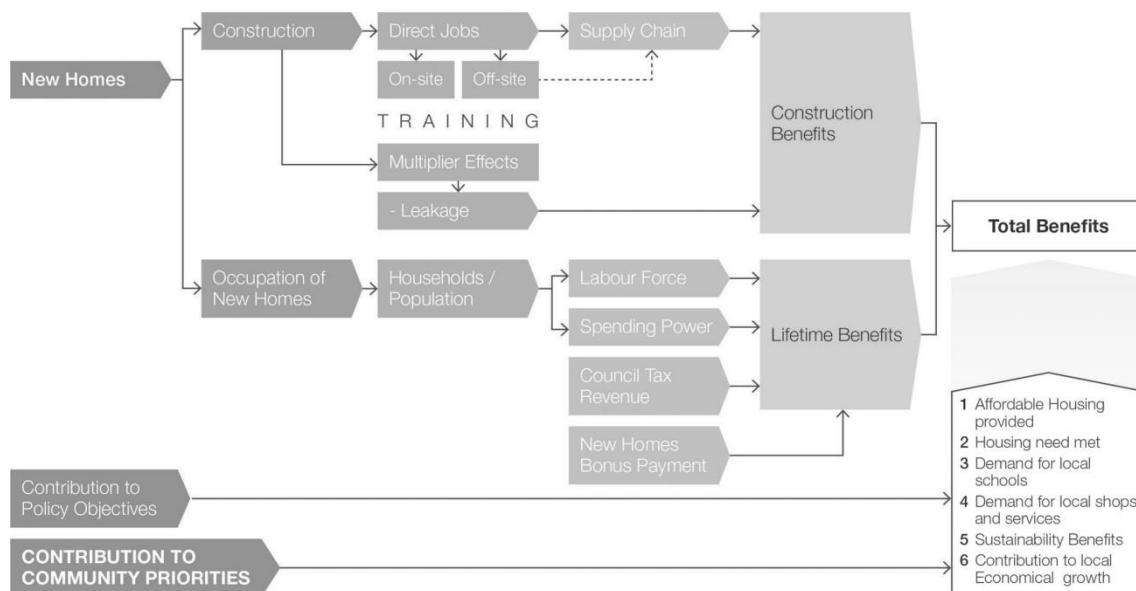 New Homes
Construction
Direct Jobs
Supply Chain
On-site
Off-site
TRAINING
Multiplier Effects
- Leakage
Construction
Benefits
Total Benefits
Occupation of
New Homes
Households /
Population
Labour Force
Spending Power
Council Tax
Revenue
New Homes
Bonus Payment
Lifetime Benefits
Contribution to
Policy Objectives
CONTRIBUTION TO
COMMUNITY PRIORITIES
1 Affordable Housing
provided
2 Housing need met
3 Demand for local
schools
4 Demand for local shops
and services
5 Sustainability Benefits
6 Contribution to local
Economical growth